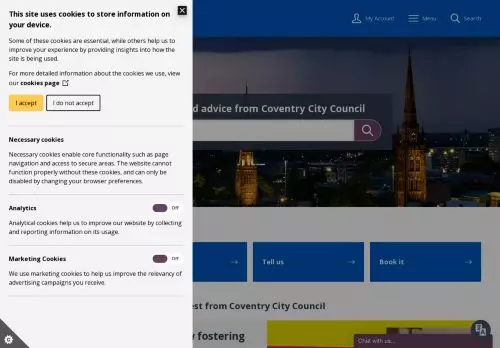 This site uses cookies to store information on your device.
My Account
Menu
Search
Some of these cookies are essential, while others help us to
improve your experience by providing insights into how the
site is being used.
For more detailed information about the cookies we use, view
our cookies page
I accept
I do not accept
d advice from Coventry City Council
Necessary cookies
Necessary cookies enable core functionality such as page
navigation and access to secure areas. The website cannot
function properly without these cookies, and can only be
disabled by changing your browser preferences.
Analytics
Off
Analytical cookies help us to improve our website by collecting
and reporting information on its usage.
Marketing Cookies
Off
We use marketing cookies to help us improve the relevancy of
advertising campaigns you receive.
Tell us
Book it
est from Coventry City Council
y fostering
Chat with us...